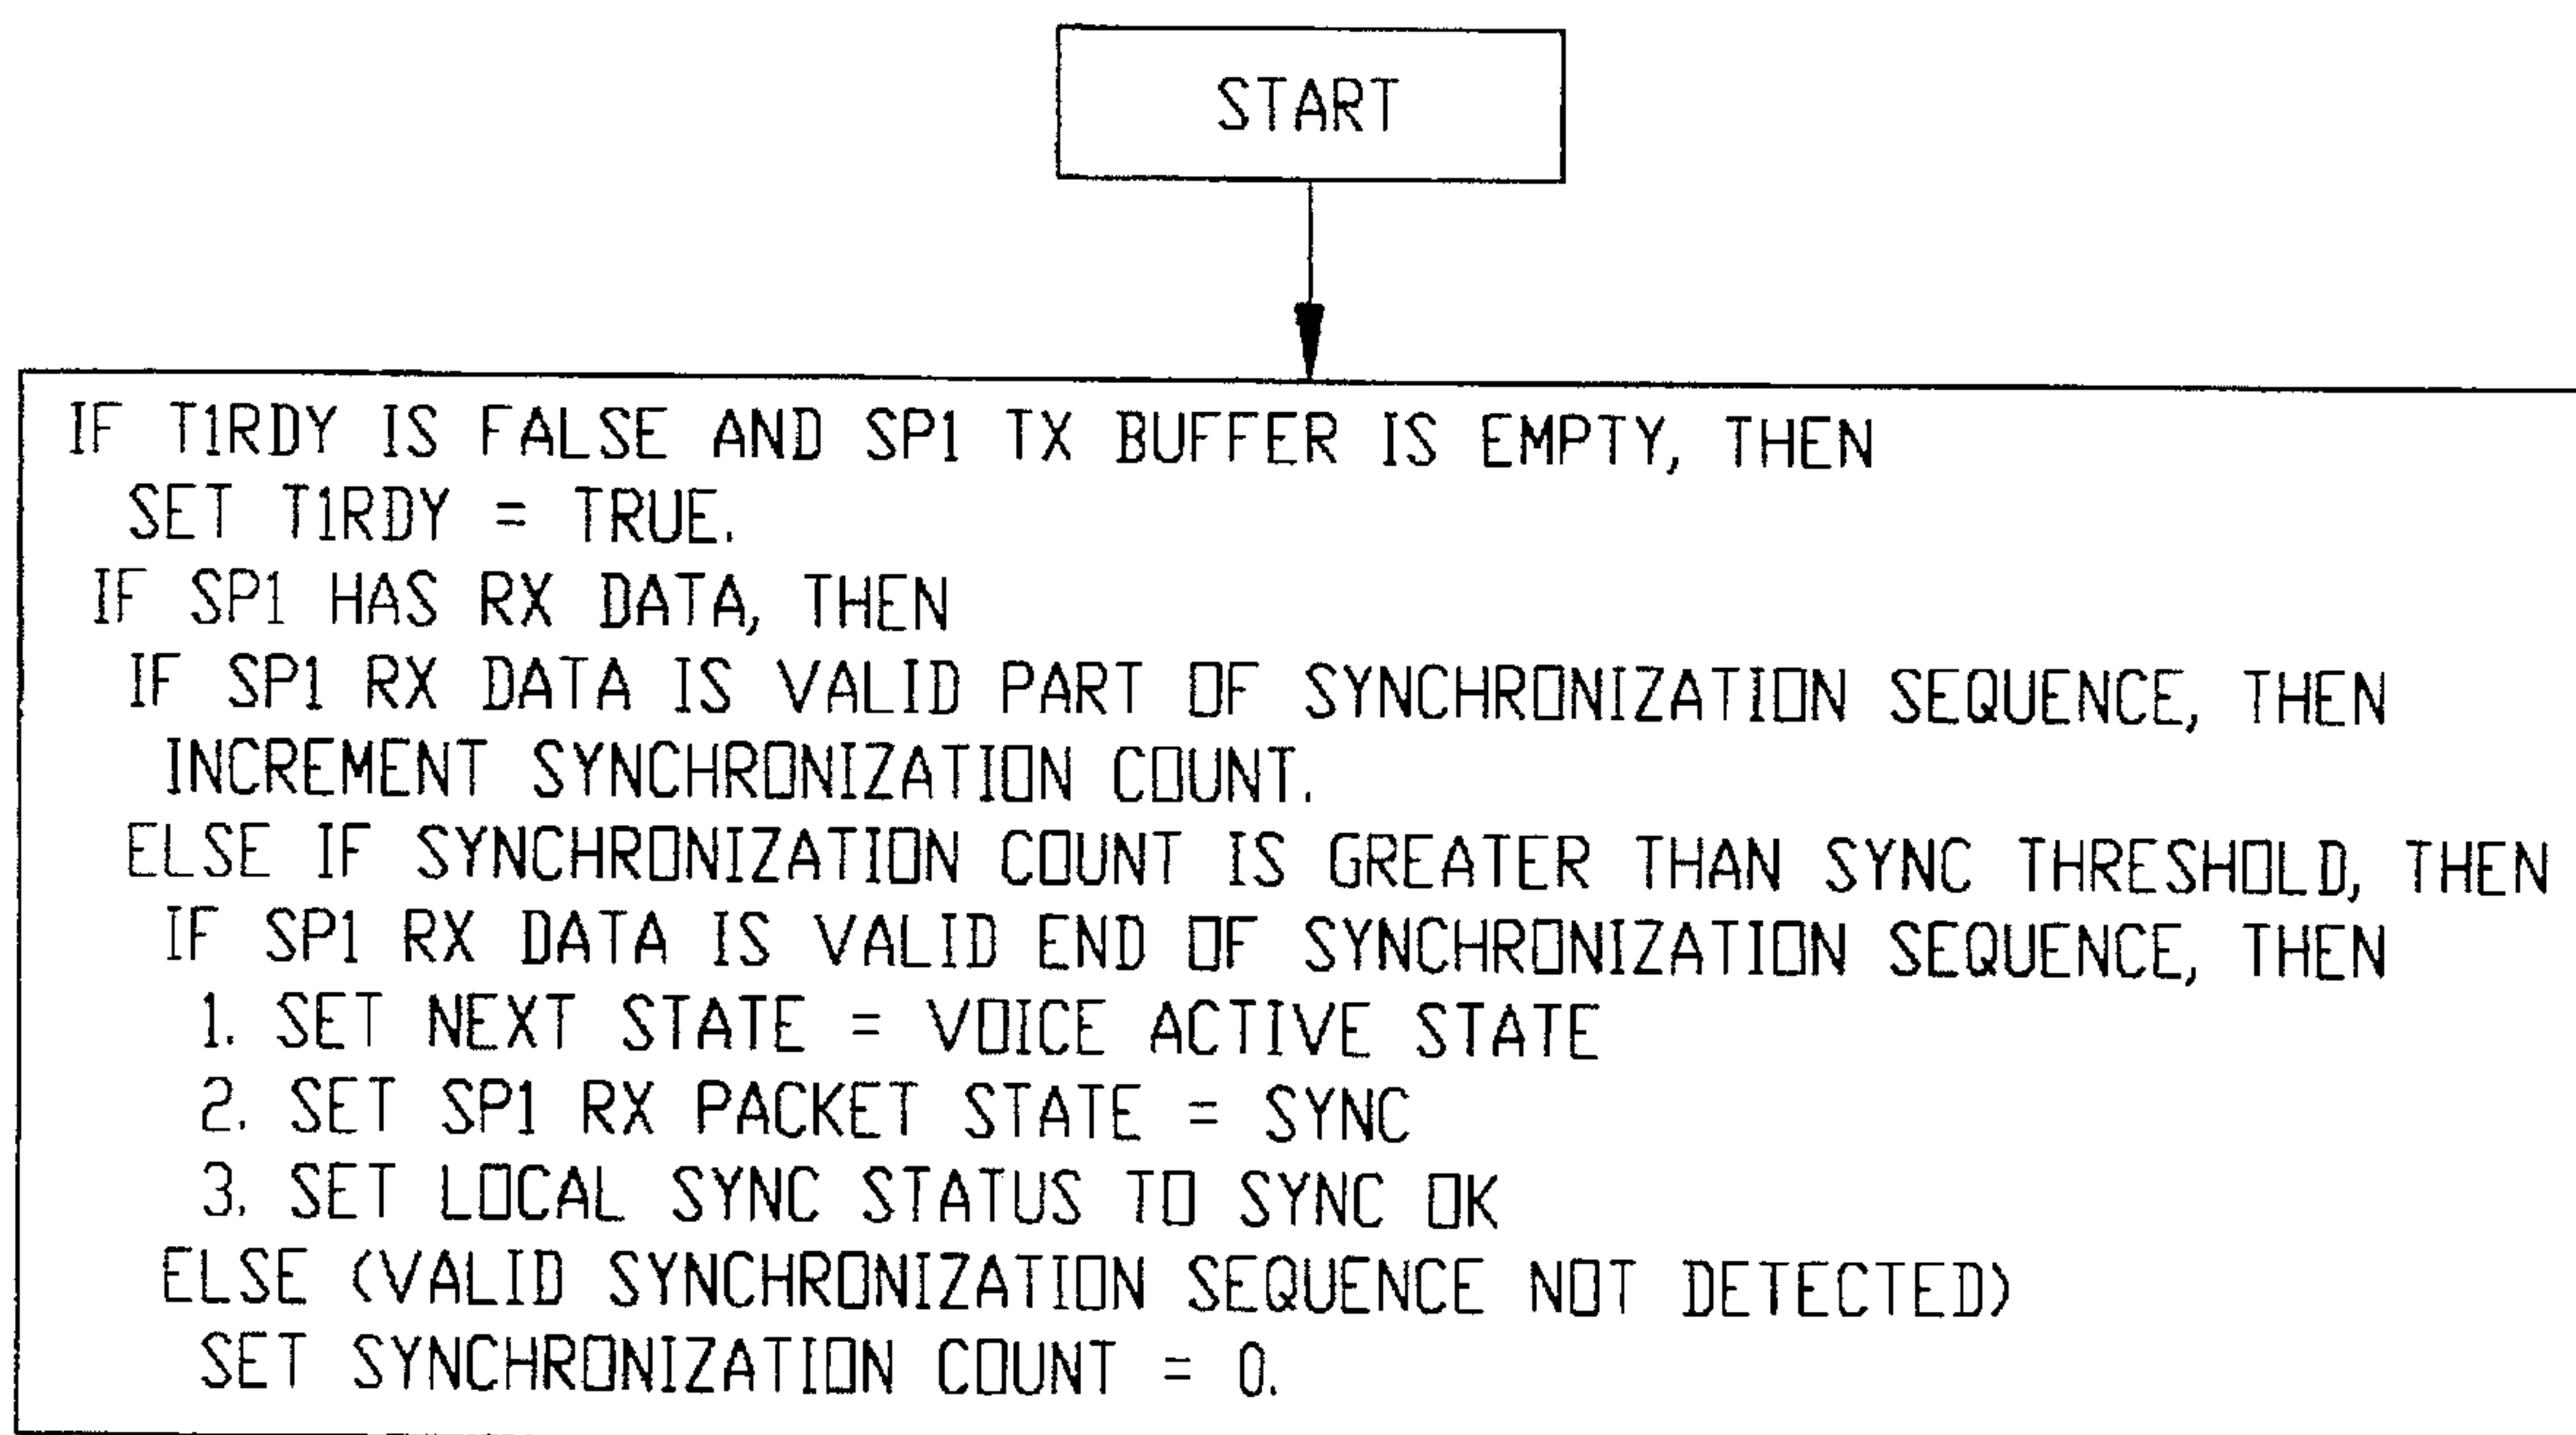 START
IF T1RDY IS FALSE AND SP1 TX BUFFER IS EMPTY, THEN
SET T1RDY = TRUE.
IF SP1 HAS RX DATA, THEN
IF SP1 RX DATA IS VALID PART OF SYNCHRONIZATION SEQUENCE, THEN
INCREMENT SYNCHRONIZATION COUNT.
ELSE IF SYNCHRONIZATION COUNT IS GREATER THAN SYNC THRESHOLD, THEN
IF SP1 RX DATA IS VALID END OF SYNCHRONIZATION SEQUENCE, THEN
1. SET NEXT STATE = VOICE ACTIVE STATE
2. SET SP1 RX PACKET STATE = SYNC
3. SET LOCAL SYNC STATUS TO SYNC OK
ELSE (VALID SYNCHRONIZATION SEQUENCE NOT DETECTED)
SET SYNCHRONIZATION COUNT = 0.